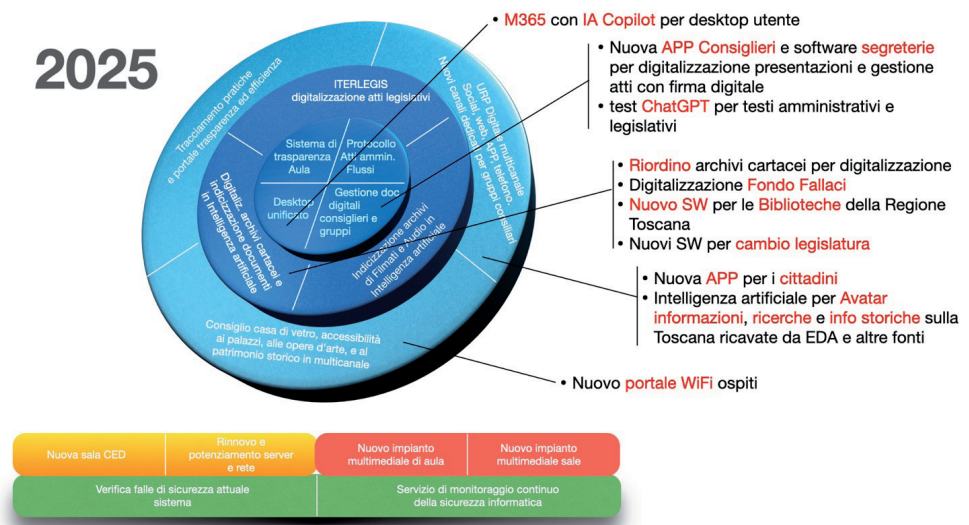 2025
• M365 con IA Copilot per desktop utente
• Nuova APP Consiglieri e software segreterie
per digitalizzazione presentazioni e gestione
atti con firma digitale
• test ChatGPT per testi amministrativi e
legislativi
• Riordino archivi cartacei per digitalizzazione
• Digitalizzazione Fondo Fallaci
• Nuovo SW per le Biblioteche della Regione
Toscana
• Nuovi SW per cambio legislatura
• Nuova APP per i cittadini
• Intelligenza artificiale per Avatar
informazioni, ricerche e info storiche sulla
Toscana ricavate da EDA e altre fonti
• Nuovo portale WiFi ospiti
Tracciamento pratiche
e portale trasparenza ed efficienza
ITERLEGIS
digitalizzazione atti legislativi
URP Digitale multicanale
Social, web, APP, telefono.
Nuovi canali dedicati per gruppi consiliari
Sistema di
trasparenza
Aula
Protocollo
Atti ammin.
Flussi
Desktop
unificato
Gestione doc
digitali
consiglieri e
gruppi
Digitaliz. archivi cartacei e
indicizzazione documenti
in Intelligenza artificiale
Indicizzazione archivi
di Filmati e Audio in
Intelligenza artificiale
Consiglio casa di vetro, accessibilità
ai palazzi, alle opere d'arte, e al
patrimonio storico in multicanale
Nuova sala CED
Rinnovo e
potenziamento server
e rete
Nuovo impianto
multimediale di aula
Nuovo impianto
multimediale sale
Verifica falle di sicurezza attuale
sistema
Servizio di monitoraggio continuo
della sicurezza informatica